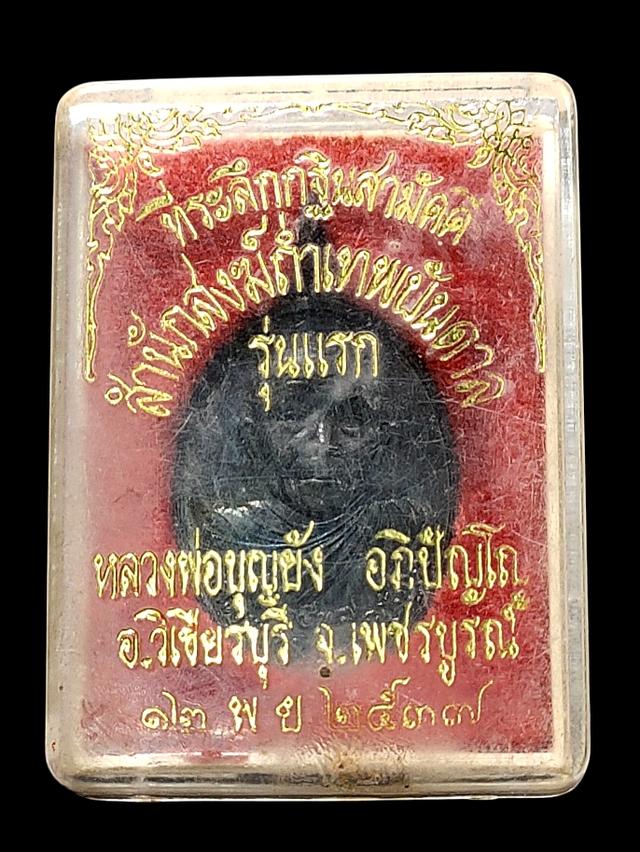 ที่ระลึกกฐินสามัคคี
สำนักสงฆ์ถ้ำเทพบันดาล
รุ่นแรก
หลวงพ่อบุญยัง อภิปัญโญ
อ.วิเชียรบุรี จ.เพชรบูรณ์
๑๓ พ ย ๒๕๓๗